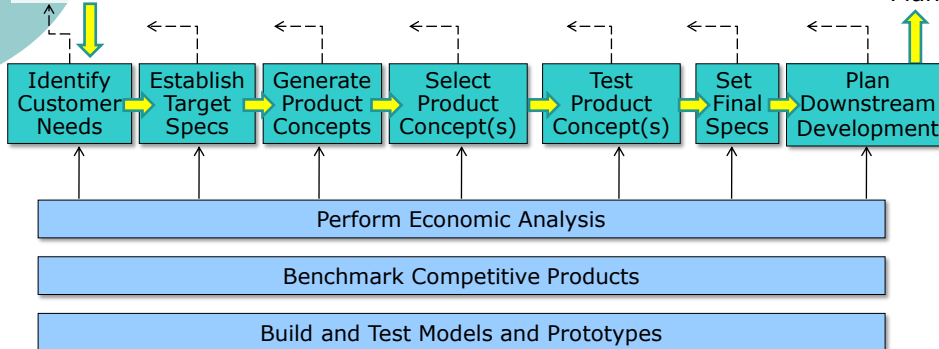 Identify
Customer
Needs
Establish
Target
Specs
Generate
Product
Concepts
Select
Product
Concept(s)
Test
Product
Concept(s)
Set
Final
Specs
Plan
Downstream
Development
Perform Economic Analysis
Benchmark Competitive Products
Build and Test Models and Prototypes